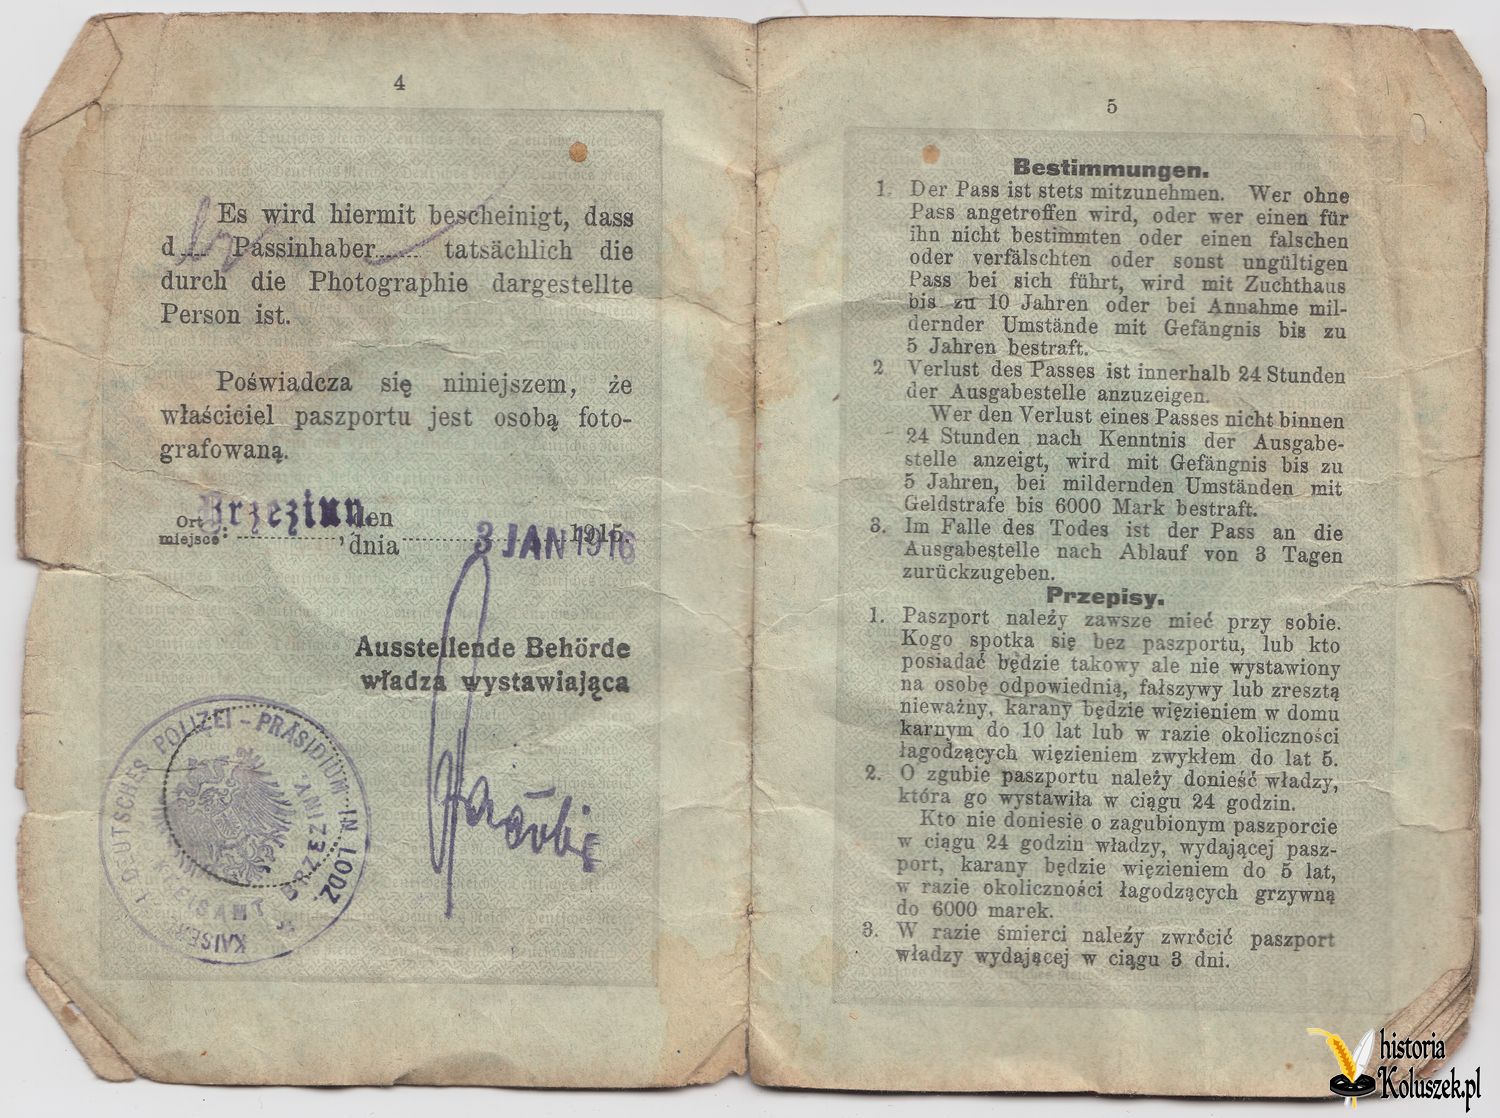 4
Es wird hiermit bescheinigt, dass
d.... Passinhaber...... tatsächlich die
durch die Photographie dargestellte
Person ist.
Poświadcza się niniejszem, że
właściciel paszportu jest osobą foto-
grafowaną.
Ort
miejsce: Brzeziny, den
dnia 3 JAN 1916 1915.
Ausstellende Behörde
władza wystawiająca
KAISERL. DEUTSCHES POLIZEI-PRÄSIDIUM IN LODZ
KREISAMT BRZEZINY.
5
Bestimmungen.
1. Der Pass ist stets mitzunehmen. Wer ohne
Pass angetroffen wird, oder wer einen für
ihn nicht bestimmten oder einen falschen
oder verfälschten oder sonst ungültigen
Pass bei sich führt, wird mit Zuchthaus
bis zu 10 Jahren oder bei Annahme mil-
dernder Umstände mit Gefängnis bis zu
5 Jahren bestraft.
2 Verlust des Passes ist innerhalb 24 Stunden
der Ausgabestelle anzuzeigen.
Wer den Verlust eines Passes nicht binnen
24 Stunden nach Kenntnis der Ausgabe-
stelle anzeigt, wird mit Gefängnis bis zu
5 Jahren, bei mildernden Umständen mit
Geldstrafe bis 6000 Mark bestraft.
3. Im Falle des Todes ist der Pass an die
Ausgabestelle nach Ablauf von 3 Tagen
zurückzugeben.
Przepisy.
1. Paszport należy zawsze mieć przy sobie.
Kogo spotka się bez paszportu, lub kto
posiadać będzie takowy ale nie wystawiony
na osobę odpowiednią, fałszywy lub zresztą
nieważny, karany będzie więzieniem w domu
karnym do 10 lat lub w razie okoliczności
łagodzących więzieniem zwykłem do lat 5.
2. O zgubie paszportu należy donieść władzy,
która go wystawiła w ciągu 24 godzin.
Kto nie doniesie o zagubionym paszporcie
w ciągu 24 godzin władzy, wydającej pasz-
port, karany będzie więzieniem do 5 lat,
w razie okoliczności łagodzących grzywną
do 6000 marek.
3. W razie śmierci należy zwrócić paszport
władzy wydającej w ciągu 3 dni.
historia
Koluszek.pl